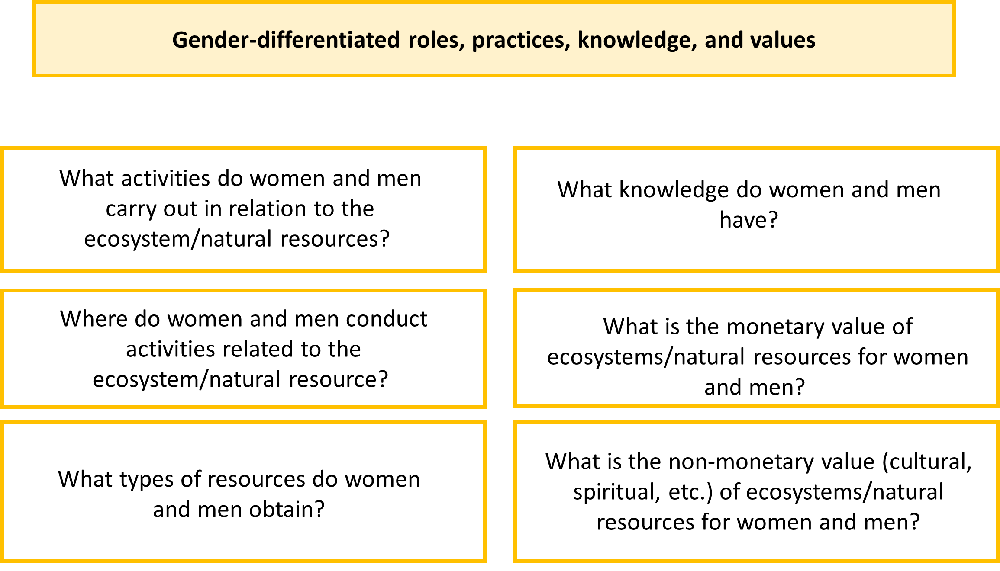 Gender-differentiated roles, practices, knowledge, and values
What activities do women and men
carry out in relation to the
ecosystem/natural resources?
What knowledge do women and men
have?
Where do women and men conduct
activities related to the
ecosystem/natural resource?
What is the monetary value of
ecosystems/natural resources for women
and men?
What types of resources do women
and men obtain?
What is the non-monetary value (cultural,
spiritual, etc.) of ecosystems/natural
resources for women and men?